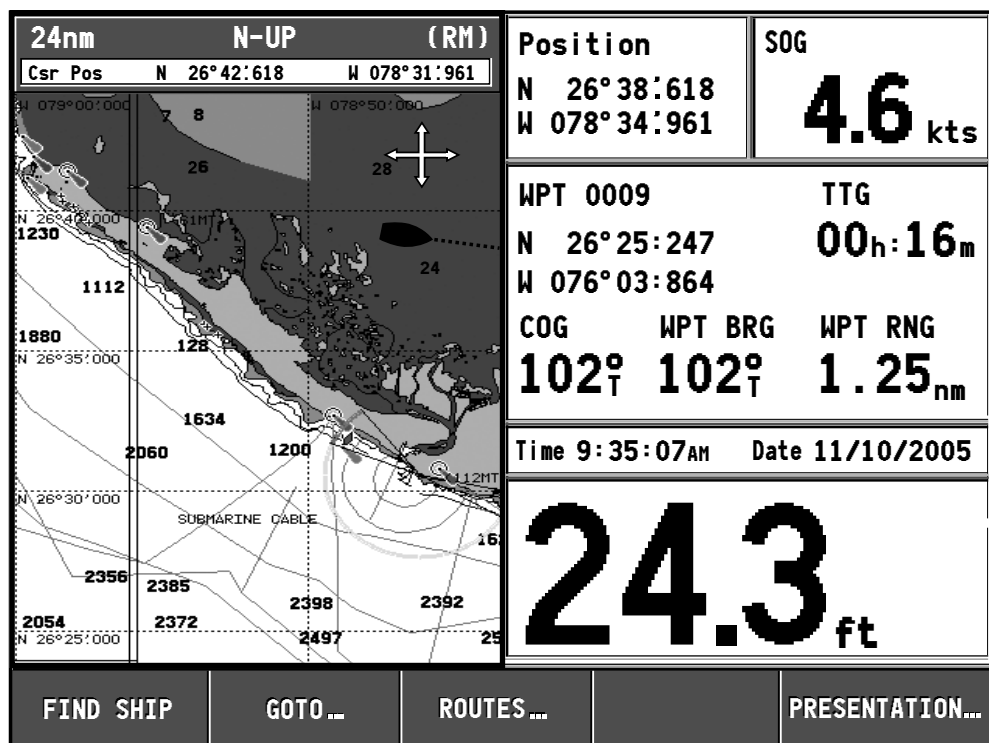 24nm N-UP (RM)
Csr Pos N 26°42'.618 W 078°31'.961
W 079°00'.000 W 078°50'.000
7 8
26
28
N 26°40'.000
1230
24
1112
1880
128
N 26°35'.000
1634
2060
1200
112MT
N 26°30'.000
SUBMARINE CABLE
2356
2385
2398
2392
2054
2372
N 26°25'.000
2497
Position
N 26°38'.618
W 078°34'.961
SOG
4.6 kts
WPT 0009
N 26°25:247
W 076°03:864
TTG
00h:16m
COG WPT BRG WPT RNG
102°T 102°T 1.25nm
Time 9:35:07AM Date 11/10/2005
24.3 ft
FIND SHIP GOTO... ROUTES... PRESENTATION...